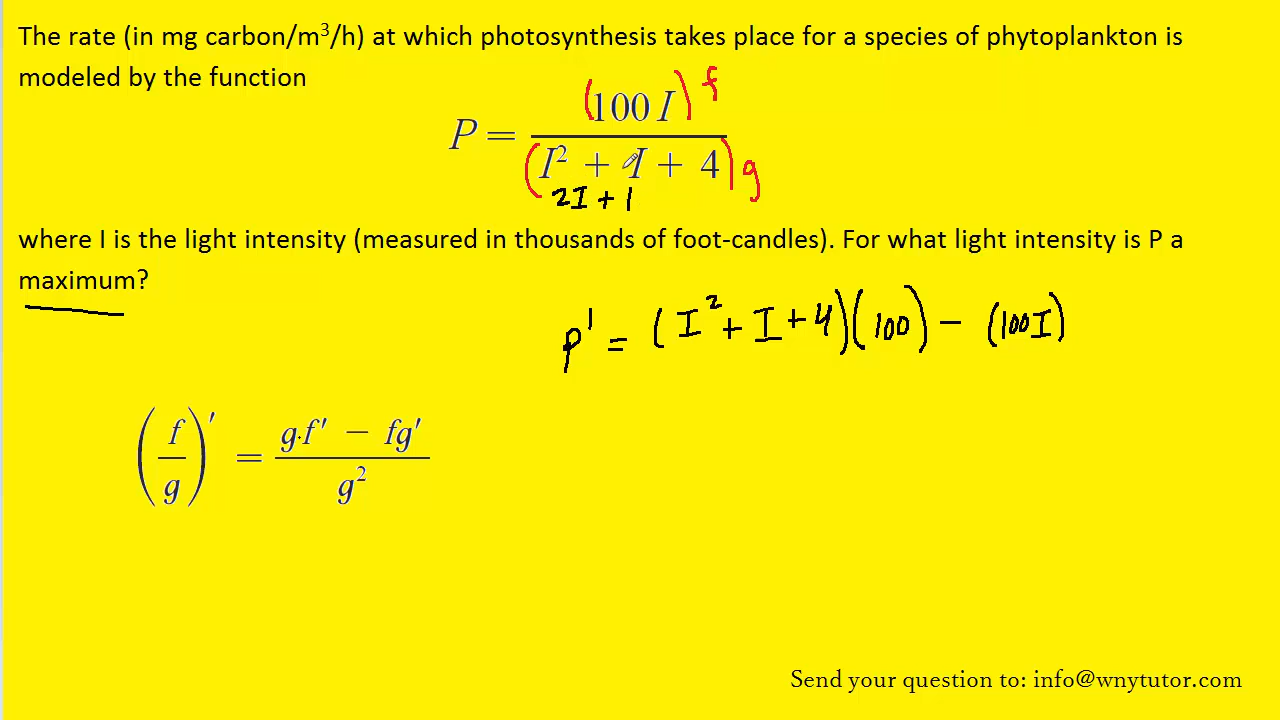 The rate (in mg carbon/m³/h) at which photosynthesis takes place for a species of phytoplankton is
modeled by the function
P = (100 I) f
(I² + I + 4) g
2I + 1
where I is the light intensity (measured in thousands of foot-candles). For what light intensity is P a
maximum?
P' = (I² + I + 4)(100) − (100I)
(f/g)' = g·f' − fg'
g²
Send your question to: info@wnytutor.com